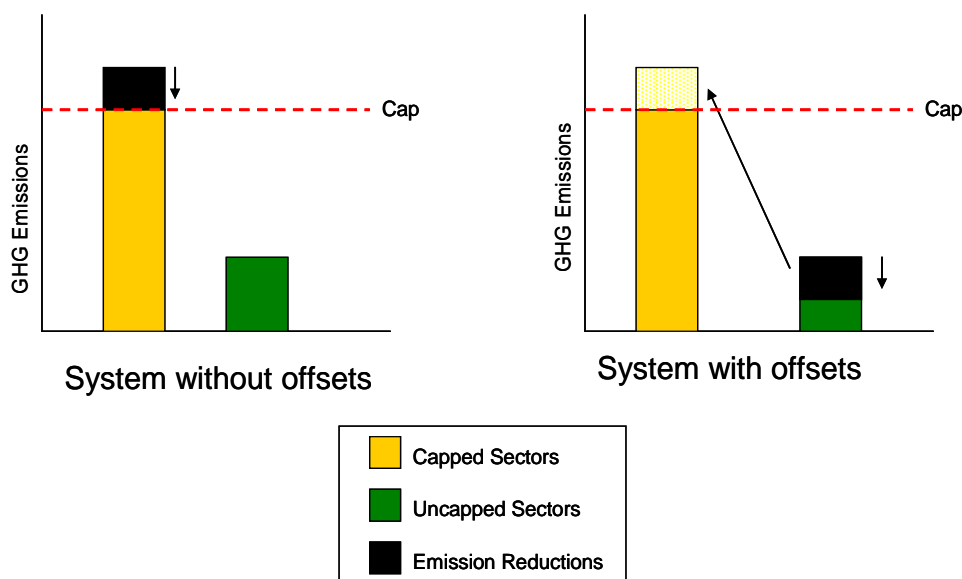 GHG Emissions
Cap
System without offsets
GHG Emissions
Cap
System with offsets
Capped Sectors
Uncapped Sectors
Emission Reductions